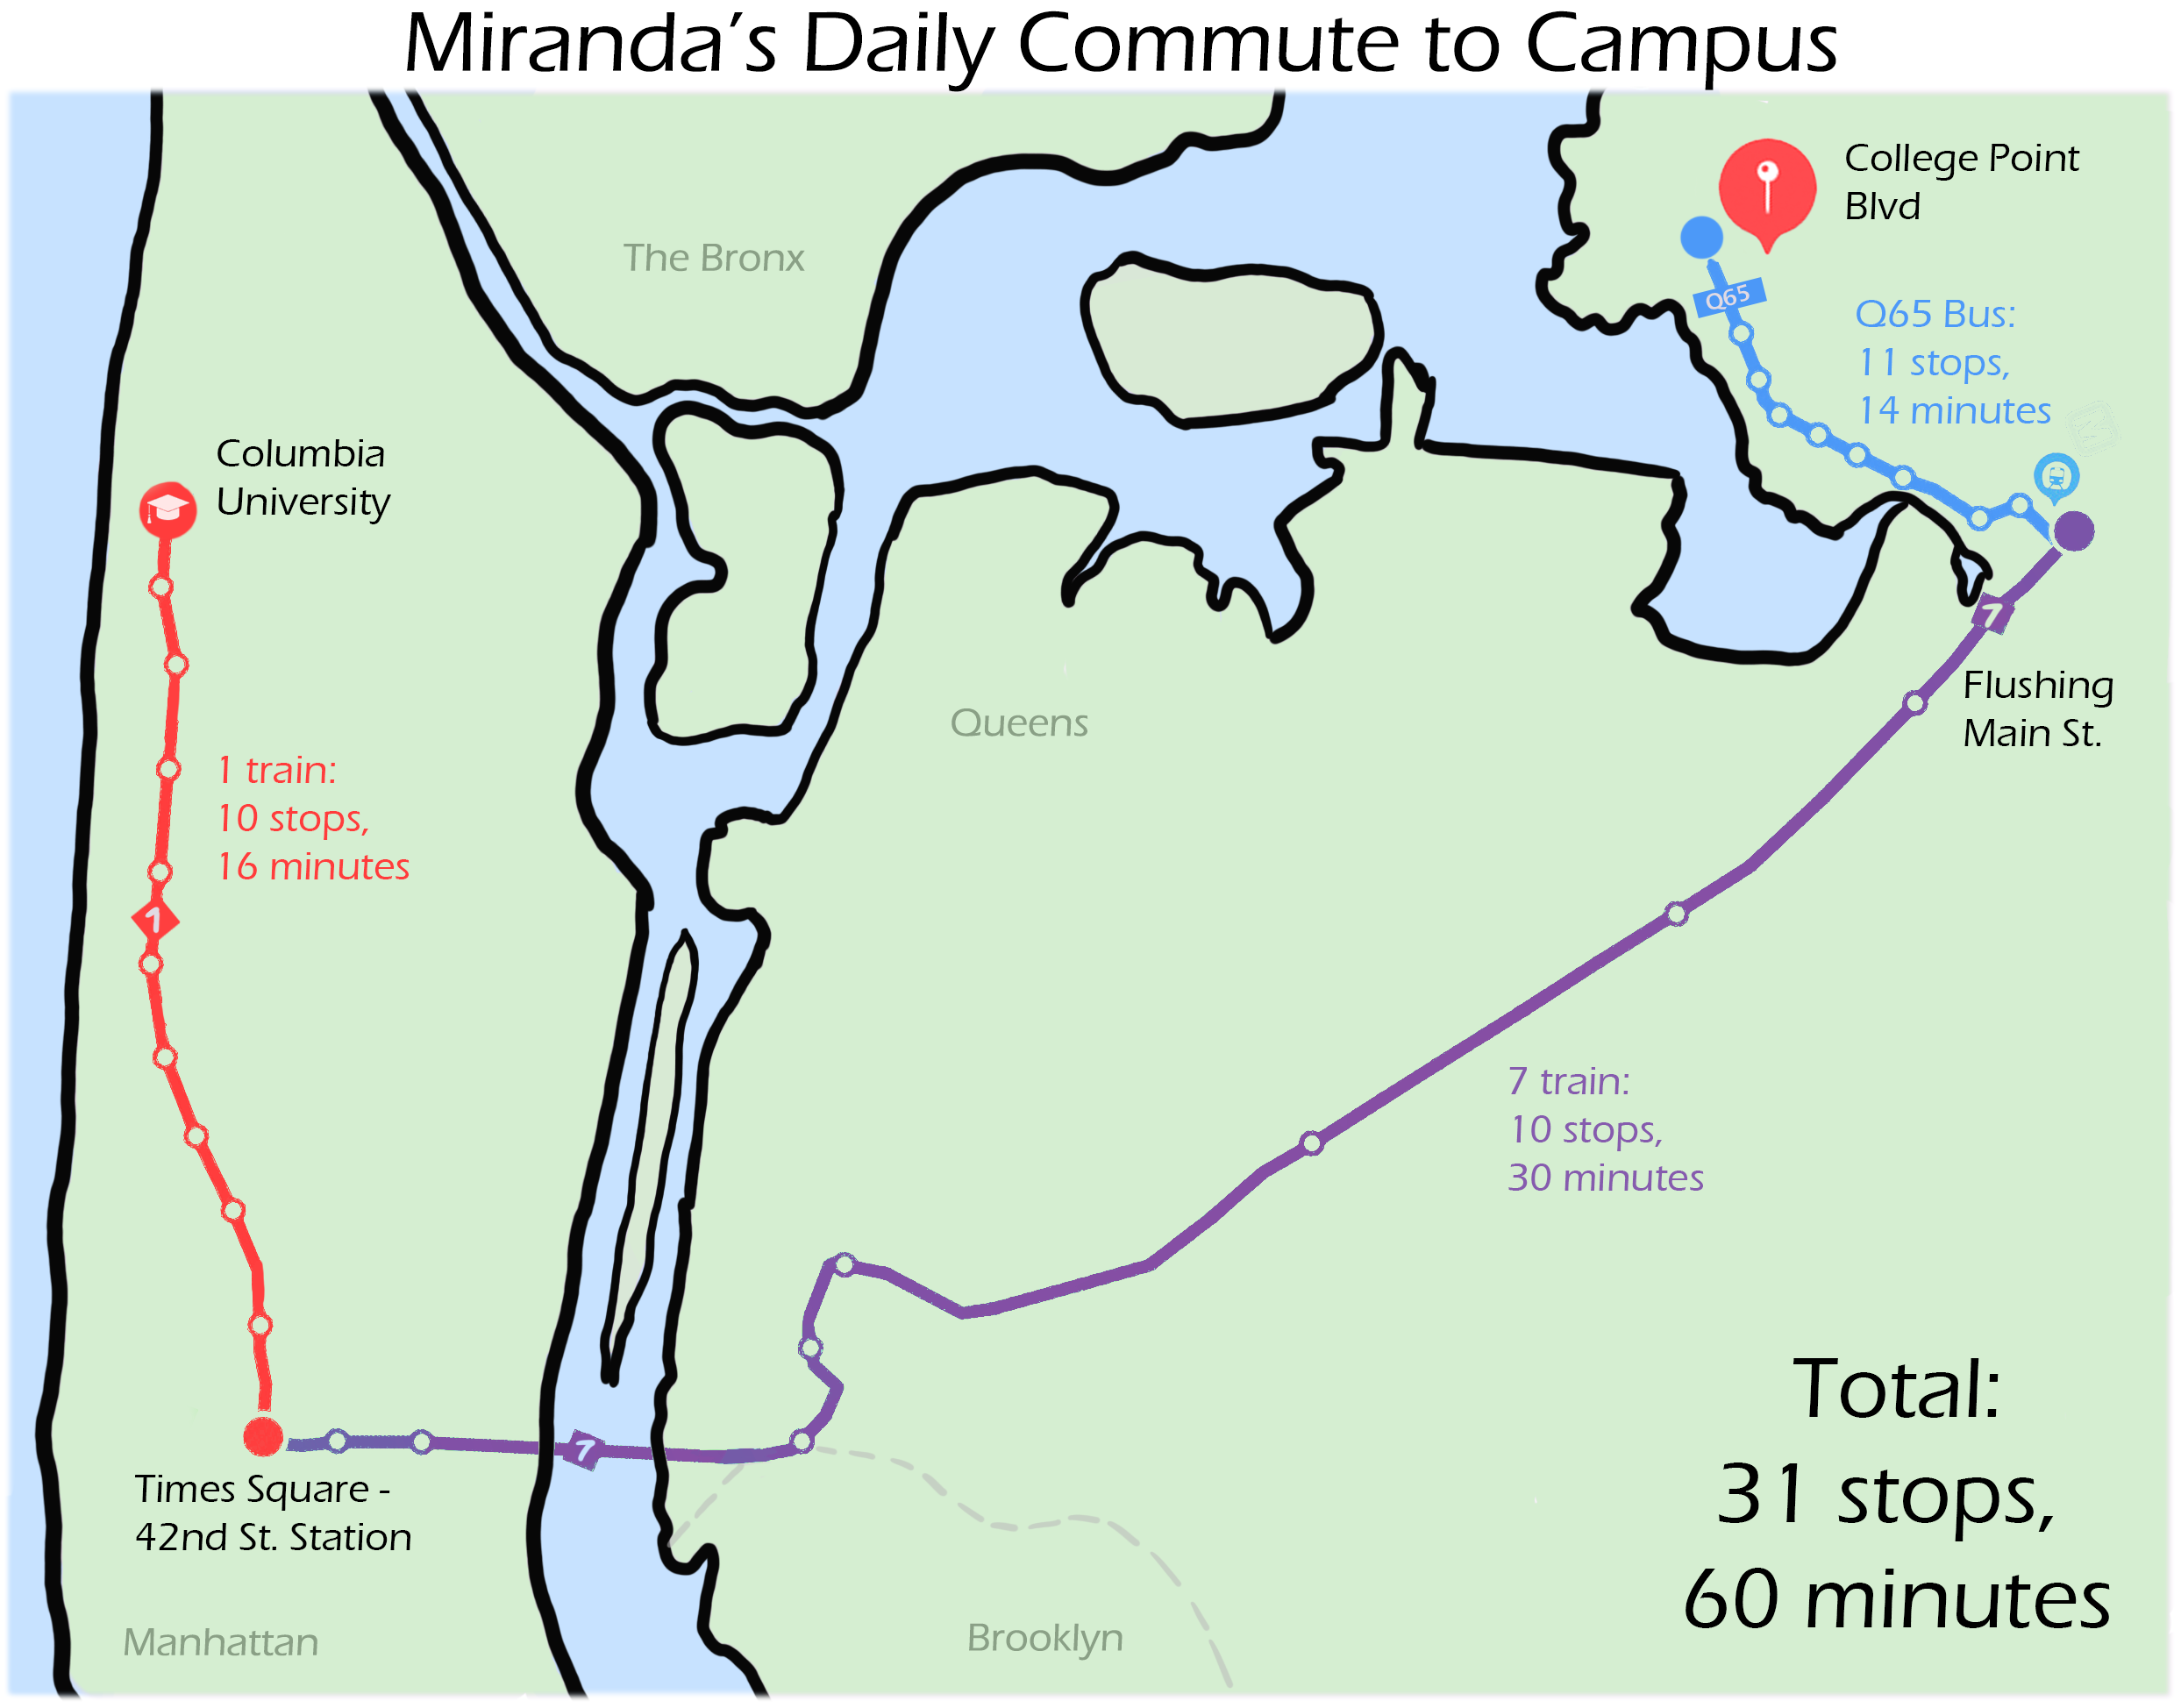 Miranda's Daily Commute to Campus
College Point
Blvd
The Bronx
Q65
Q65 Bus:
11 stops,
14 minutes
Columbia
University
7
Flushing
Main St.
Queens
1 train:
10 stops,
16 minutes
1
7 train:
10 stops,
30 minutes
7
Times Square -
42nd St. Station
Total:
31 stops,
60 minutes
Manhattan
Brooklyn